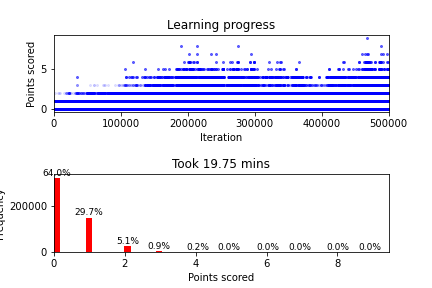 Learning progress
Points scored
5
0
0 100000 200000 300000 400000 500000
Iteration
Took 19.75 mins
64.0%
29.7%
5.1% 0.9% 0.2% 0.0% 0.0% 0.0% 0.0% 0.0%
200000
0
0 2 4 6 8
Points scored